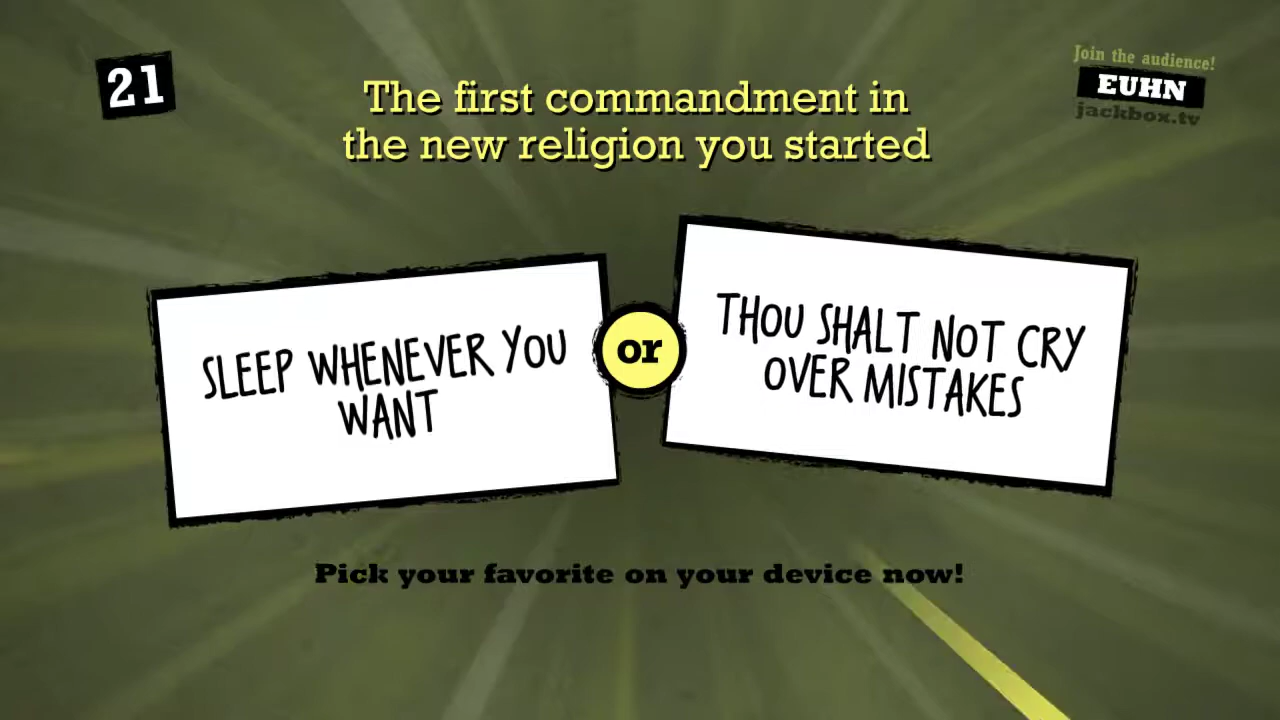 21
The first commandment in
the new religion you started
Join the audience!
EUHN
jackbox.tv
SLEEP WHENEVER YOU
WANT
or
THOU SHALT NOT CRY
OVER MISTAKES
Pick your favorite on your device now!